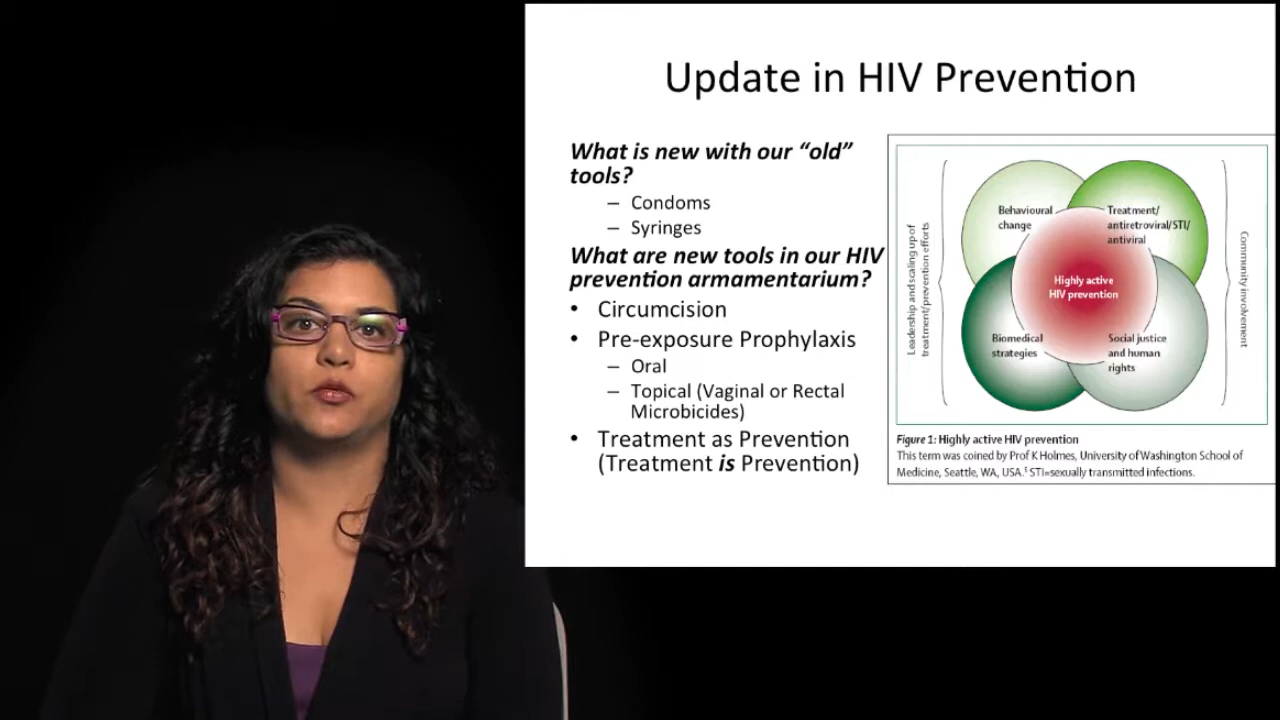 Update in HIV Prevention
What is new with our “old”
tools?
– Condoms
– Syringes
What are new tools in our HIV
prevention armamentarium?
• Circumcision
• Pre-exposure Prophylaxis
– Oral
– Topical (Vaginal or Rectal
Microbicides)
• Treatment as Prevention
(Treatment is Prevention)
Leadership and scaling up of
treatment/prevention efforts
Behavioural
change
Treatment/
antiretroviral/STI/
antiviral
Highly active
HIV prevention
Biomedical
strategies
Social justice
and human
rights
Community involvement
Figure 1: Highly active HIV prevention
This term was coined by Prof K Holmes, University of Washington School of
Medicine, Seattle, WA, USA.5 STI=sexually transmitted infections.